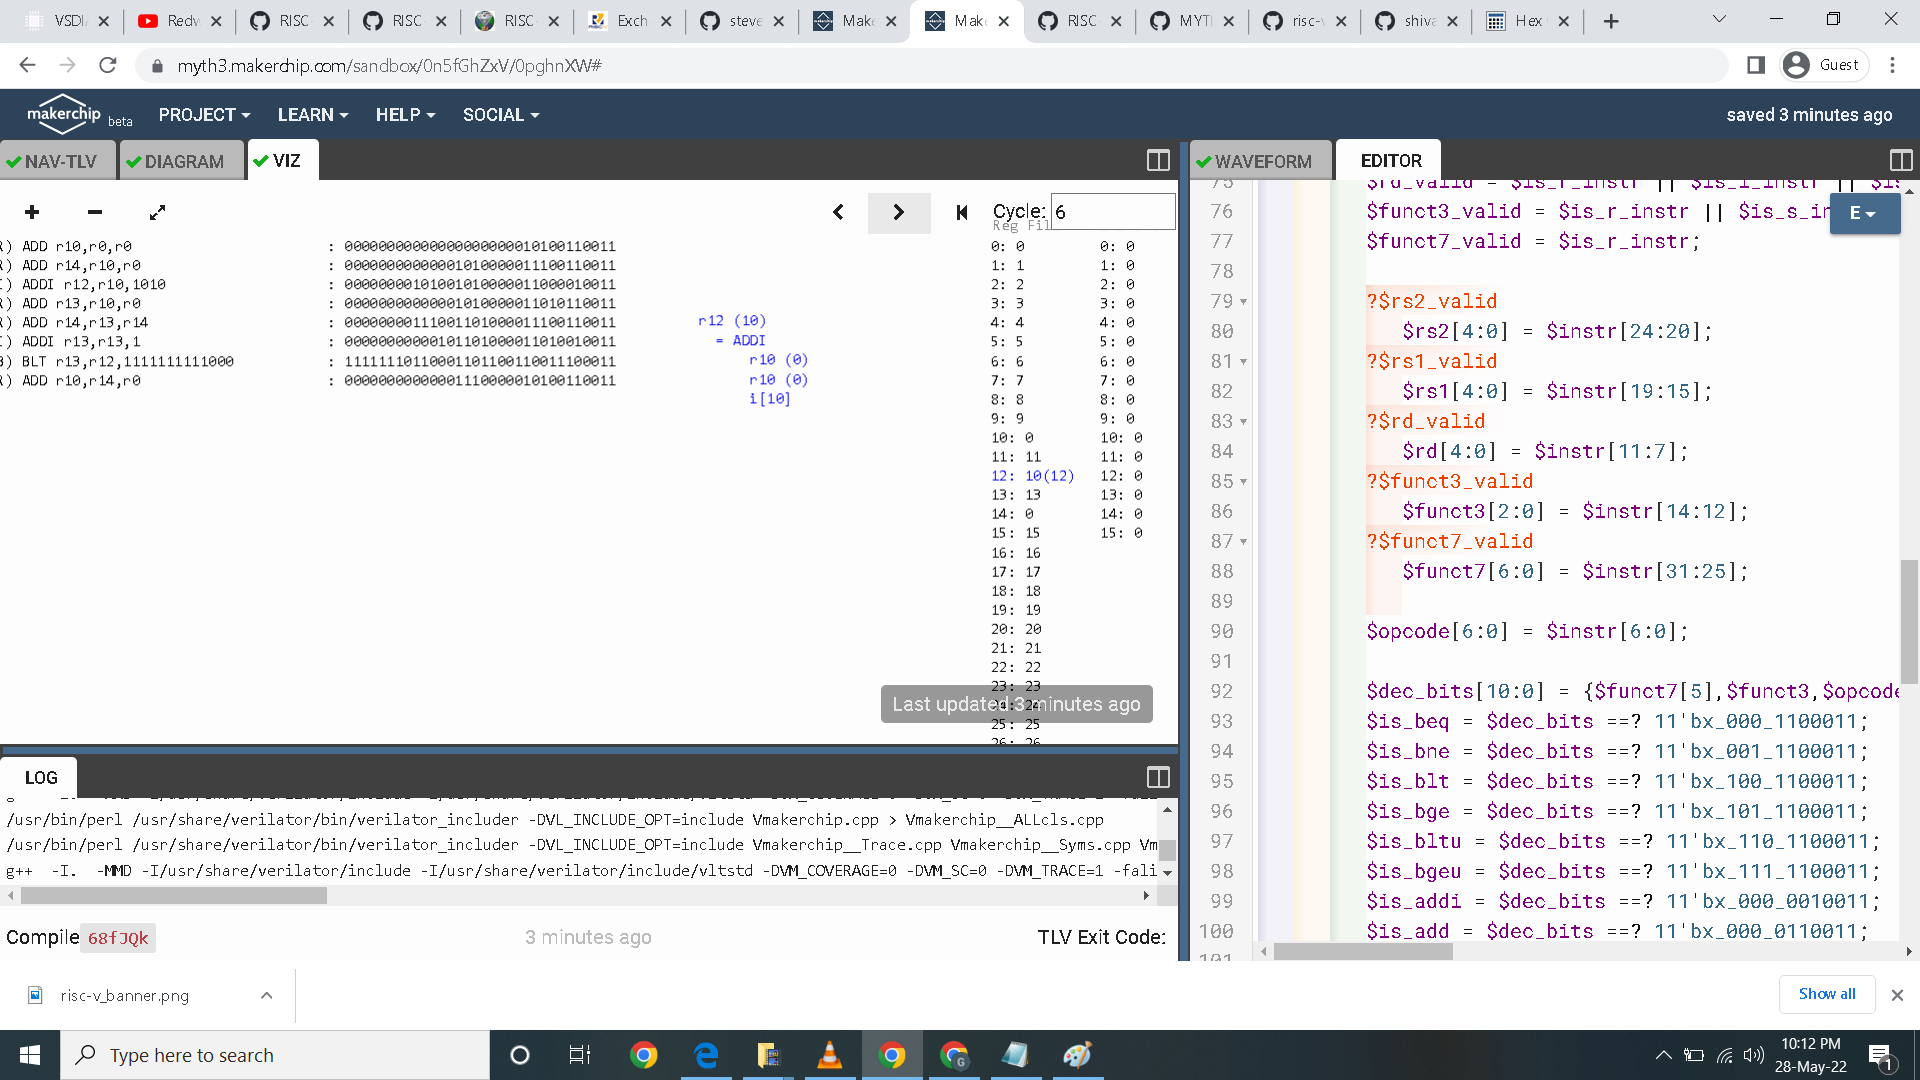 VSDI
Redw
RISC-
RISC-
RISC-
Exch
steve
Make
Make
RISC-
MYTH
risc-v
shiva
Hex
myth3.makerchip.com/sandbox/0n5fGhZxV/0pghnXW#
Guest
makerchip beta
PROJECT
LEARN
HELP
SOCIAL
saved 3 minutes ago
NAV-TLV
DIAGRAM
VIZ
Cycle: 6
Reg Fil
R) ADD r10,r0,r0 : 00000000000000000000010100110011
R) ADD r14,r10,r0 : 00000000000001010000011100110011
I) ADDI r12,r10,1010 : 00000000101001010000011000010011
R) ADD r13,r10,r0 : 00000000000001010000011010110011
R) ADD r14,r13,r14 : 00000000111001101000011100110011
I) ADDI r13,r13,1 : 00000000000101101000011010010011
B) BLT r13,r12,1111111111000 : 11111110110001101100110011100011
R) ADD r10,r14,r0 : 00000000000001110000010100110011
r12 (10)
= ADDI
r10 (0)
r10 (0)
i[10]
0: 0 0: 0
1: 1 1: 0
2: 2 2: 0
3: 3 3: 0
4: 4 4: 0
5: 5 5: 0
6: 6 6: 0
7: 7 7: 0
8: 8 8: 0
9: 9 9: 0
10: 0 10: 0
11: 11 11: 0
12: 10(12) 12: 0
13: 13 13: 0
14: 0 14: 0
15: 15 15: 0
16: 16
17: 17
18: 18
19: 19
20: 20
21: 21
22: 22
23: 23
24: 24
25: 25
26: 26
Last updated 3 minutes ago
LOG
/usr/bin/perl /usr/share/verilator/bin/verilator_includer -DVL_INCLUDE_OPT=include Vmakerchip.cpp > Vmakerchip__ALLcls.cpp
/usr/bin/perl /usr/share/verilator/bin/verilator_includer -DVL_INCLUDE_OPT=include Vmakerchip__Trace.cpp Vmakerchip__Syms.cpp Vm
g++ -I. -MMD -I/usr/share/verilator/include -I/usr/share/verilator/include/vltstd -DVM_COVERAGE=0 -DVM_SC=0 -DVM_TRACE=1 -fali
Compile 68fJQk
3 minutes ago
TLV Exit Code:
WAVEFORM
EDITOR
E
75 $rd_valid = $is_r_instr || $is_i_instr || $is
76 $funct3_valid = $is_r_instr || $is_s_in
77 $funct7_valid = $is_r_instr;
78
79 ?$rs2_valid
80 $rs2[4:0] = $instr[24:20];
81 ?$rs1_valid
82 $rs1[4:0] = $instr[19:15];
83 ?$rd_valid
84 $rd[4:0] = $instr[11:7];
85 ?$funct3_valid
86 $funct3[2:0] = $instr[14:12];
87 ?$funct7_valid
88 $funct7[6:0] = $instr[31:25];
89
90 $opcode[6:0] = $instr[6:0];
91
92 $dec_bits[10:0] = {$funct7[5],$funct3,$opcode
93 $is_beq = $dec_bits ==? 11'bx_000_1100011;
94 $is_bne = $dec_bits ==? 11'bx_001_1100011;
95 $is_blt = $dec_bits ==? 11'bx_100_1100011;
96 $is_bge = $dec_bits ==? 11'bx_101_1100011;
97 $is_bltu = $dec_bits ==? 11'bx_110_1100011;
98 $is_bgeu = $dec_bits ==? 11'bx_111_1100011;
99 $is_addi = $dec_bits ==? 11'bx_000_0010011;
100 $is_add = $dec_bits ==? 11'bx_000_0110011;
101
risc-v_banner.png
Show all
Type here to search
10:12 PM
28-May-22
1